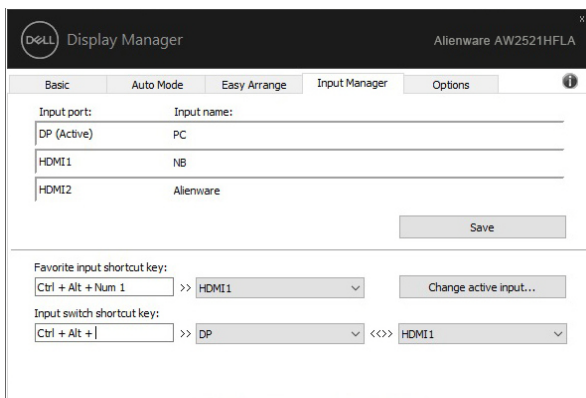 DELL Display Manager Alienware AW2521HFLA x
Basic Auto Mode Easy Arrange Input Manager Options i
Input port: Input name:
DP (Active) PC
HDMI1 NB
HDMI2 Alienware
Save
Favorite input shortcut key:
Ctrl + Alt + Num 1 >> HDMI1 Change active input...
Input switch shortcut key:
Ctrl + Alt + >> DP <<>> HDMI1